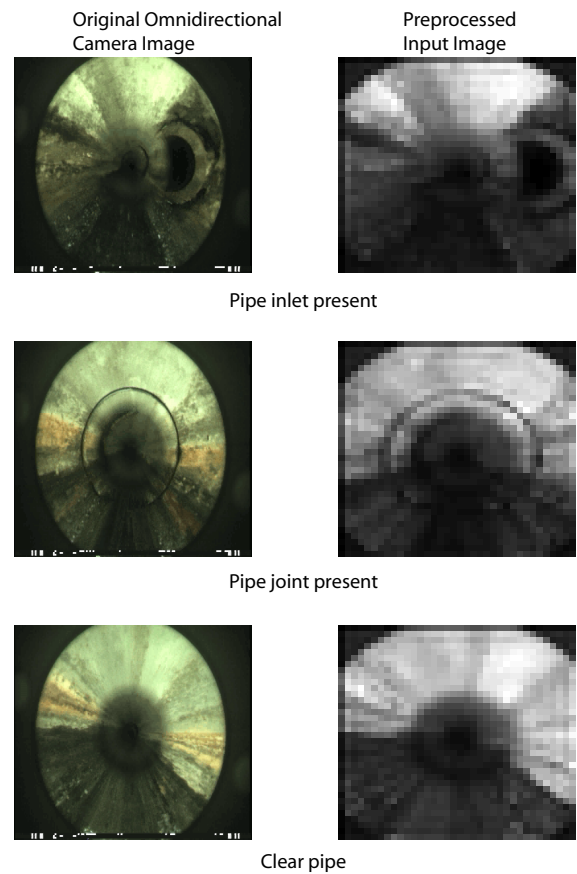 Original Omnidirectional
Camera Image
Preprocessed
Input Image
Pipe inlet present
Pipe joint present
Clear pipe